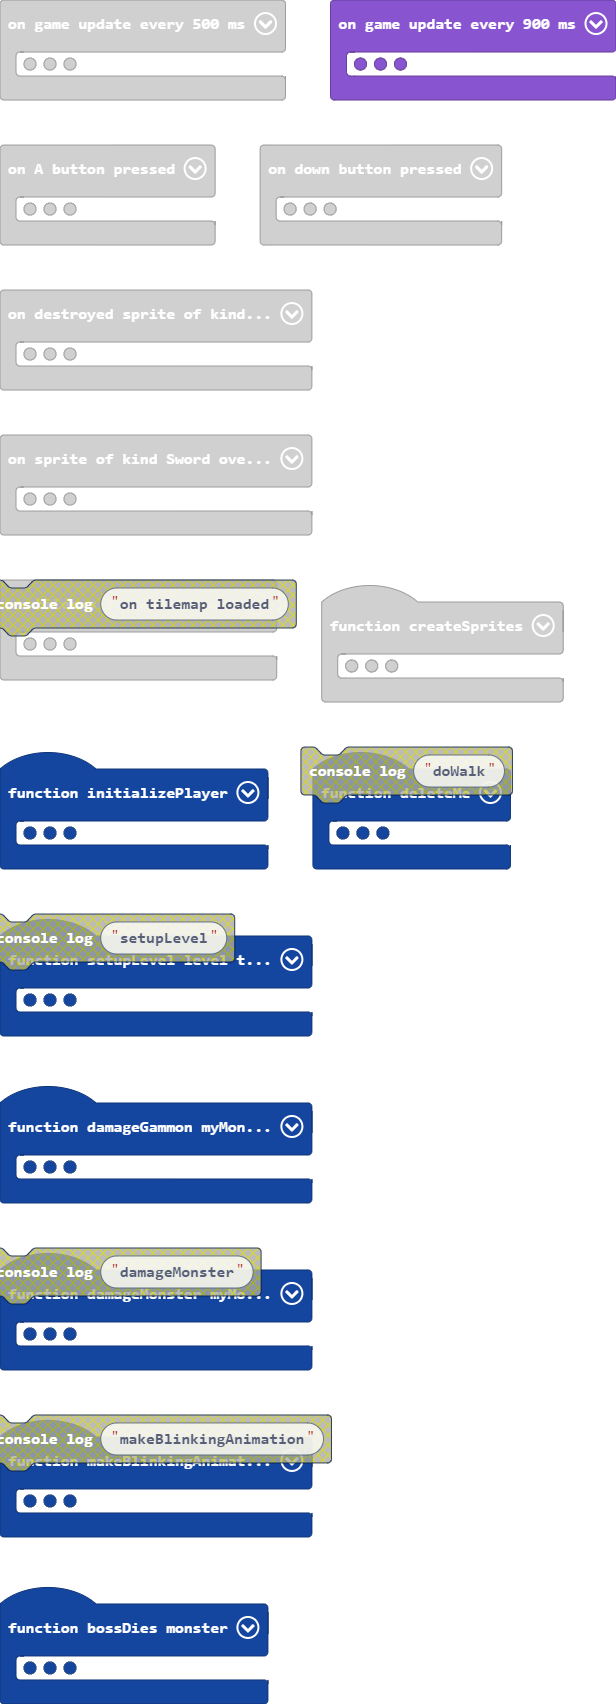 on game update every 500 ms
on game update every 900 ms
on A button pressed
on down button pressed
on destroyed sprite of kind...
on sprite of kind Sword ove...
console log "on tilemap loaded"
function createSprites
function initializePlayer
console log "doWalk"
function deleteMe
console log "setupLevel"
function setupLevel level t...
function damageGammon myMon...
console log "damageMonster"
function damageMonster myMo...
console log "makeBlinkingAnimation"
function makeBlinkingAnimat...
function bossDies monster